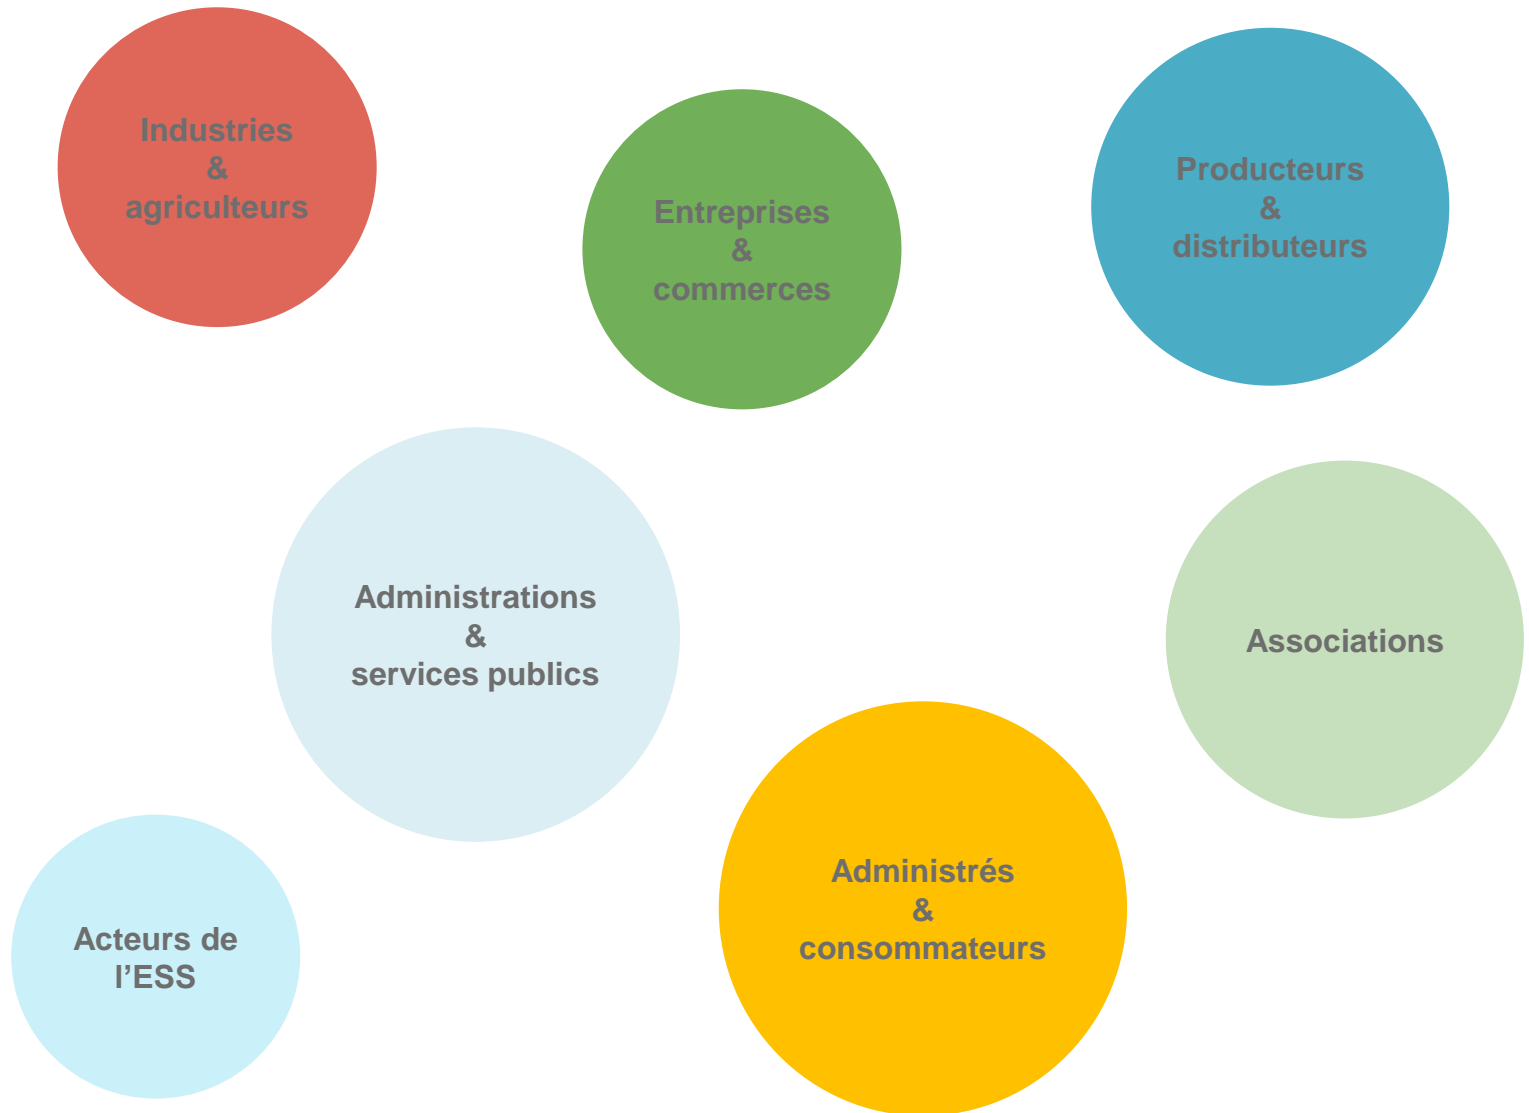 Industries
&
agriculteurs
Entreprises
&
commerces
Producteurs
&
distributeurs
Administrations
&
services publics
Associations
Administrés
&
consommateurs
Acteurs de
l’ESS